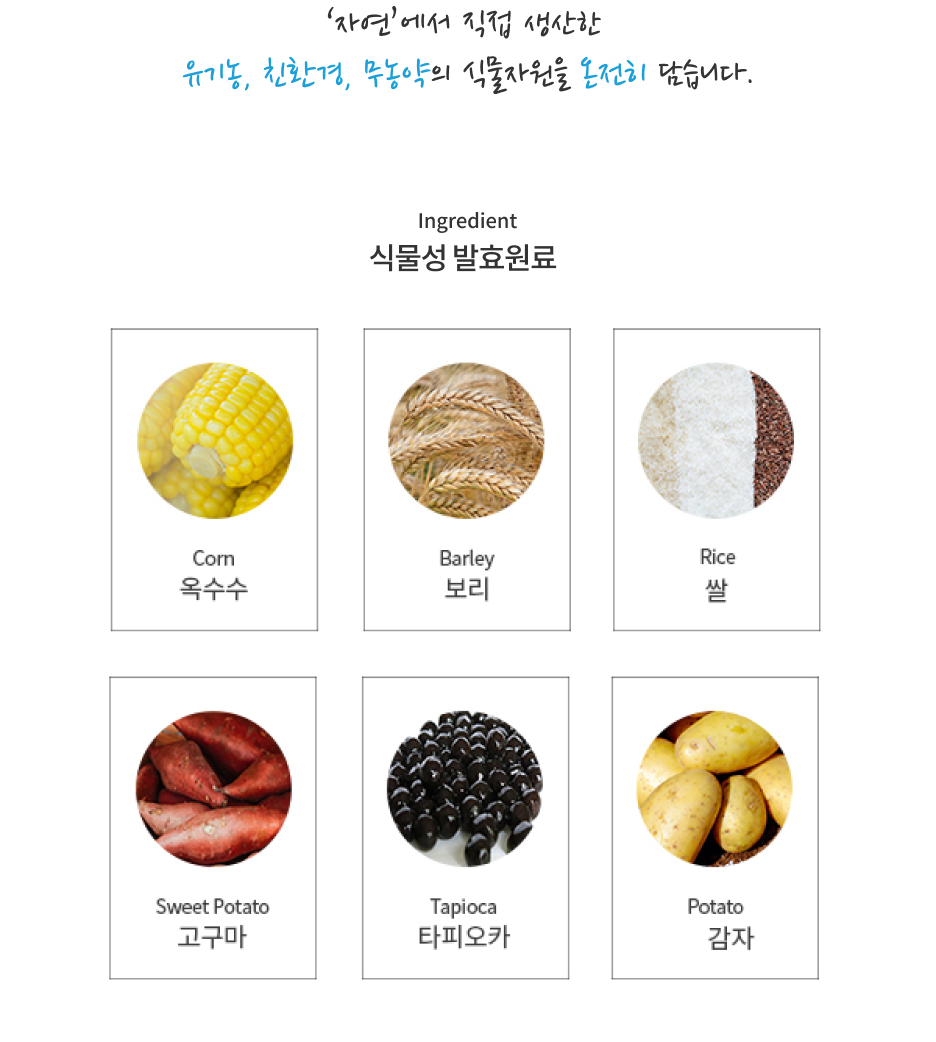 ‘자연’에서 직접 생산한
유기농, 친환경, 무농약의 식물자원을 온전히 담습니다.
Ingredient
식물성 발효원료
Corn
옥수수
Barley
보리
Rice
쌀
Sweet Potato
고구마
Tapioca
타피오카
Potato
감자